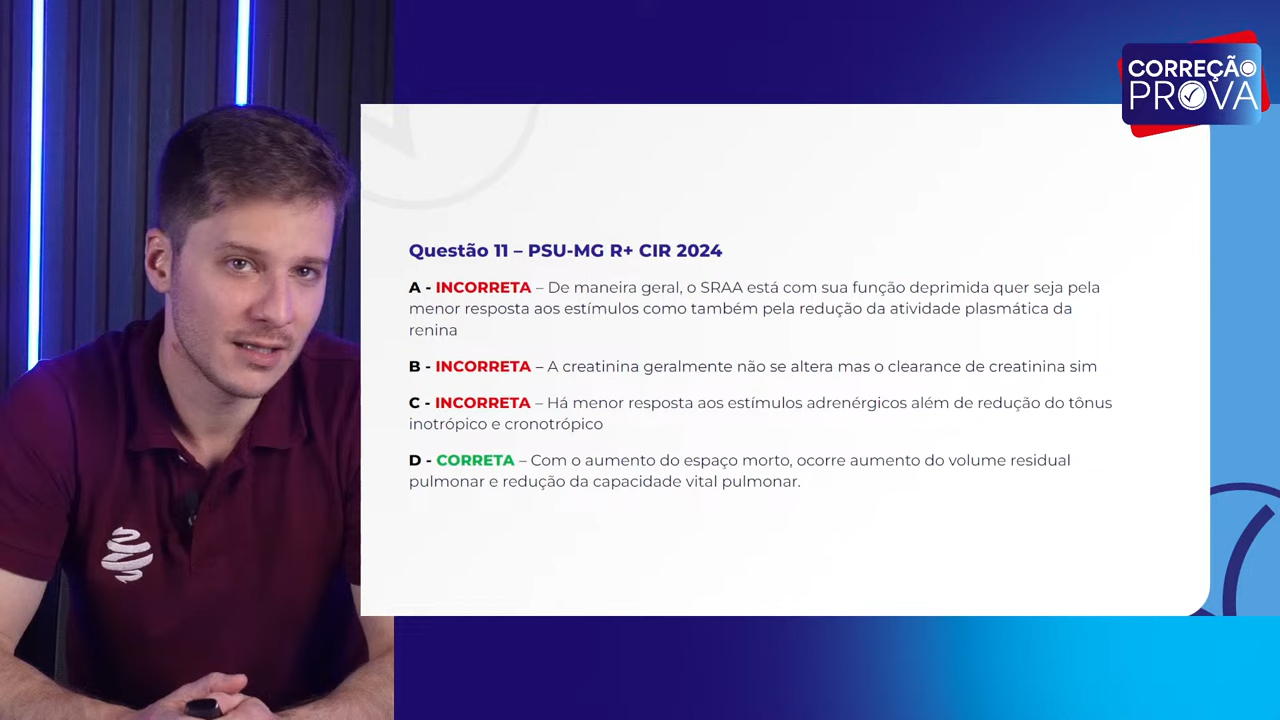 CORREÇÃO
PROVA
Questão 11 – PSU-MG R+ CIR 2024
A - INCORRETA – De maneira geral, o SRAA está com sua função deprimida quer seja pela
menor resposta aos estímulos como também pela redução da atividade plasmática da
renina
B - INCORRETA – A creatinina geralmente não se altera mas o clearance de creatinina sim
C - INCORRETA – Há menor resposta aos estímulos adrenérgicos além de redução do tônus
inotrópico e cronotrópico
D - CORRETA – Com o aumento do espaço morto, ocorre aumento do volume residual
pulmonar e redução da capacidade vital pulmonar.